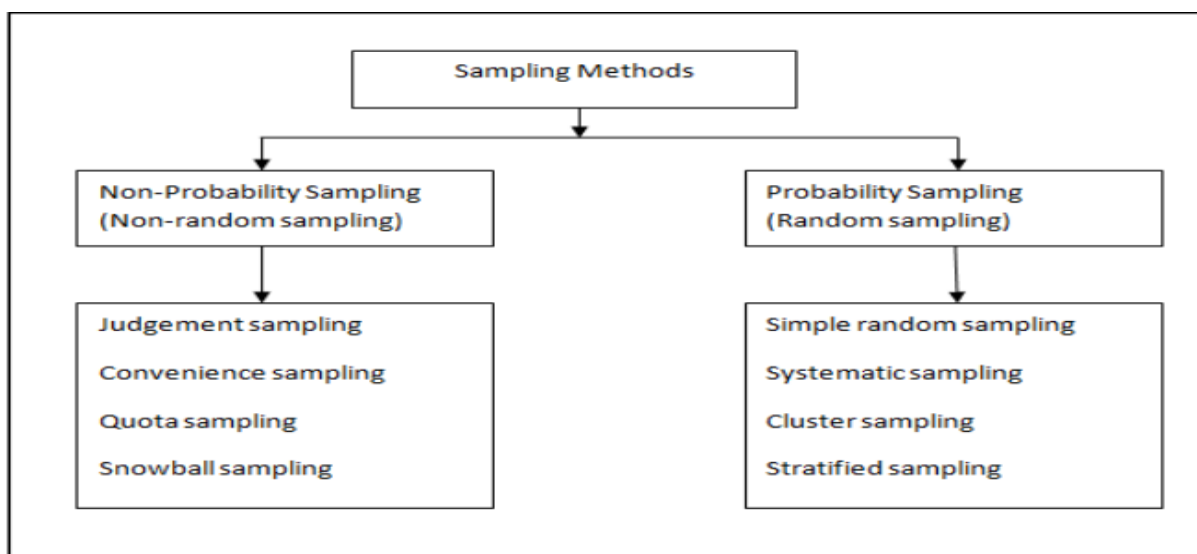 Sampling Methods
Non-Probability Sampling
(Non-random sampling)
Probability Sampling
(Random sampling)
Judgement sampling
Convenience sampling
Quota sampling
Snowball sampling
Simple random sampling
Systematic sampling
Cluster sampling
Stratified sampling